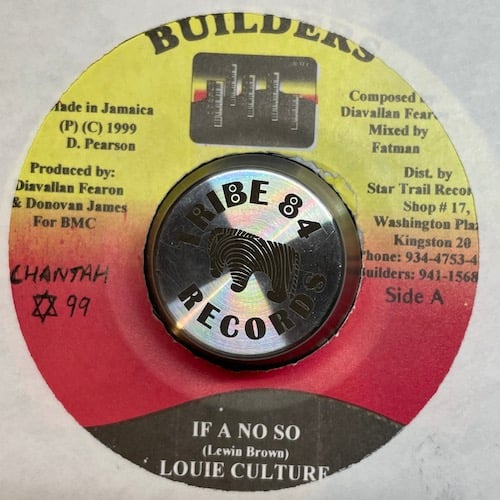 BUILDERS
Made in Jamaica
(P) (C) 1999
D. Pearson
Produced by:
Diavallan Fearon
& Donovan James
For BMC
CHANTAH
✡ 99
Composed
Diavallan Fear
Mixed by
Fatman
Dist. by
Star Trail Recor
Shop # 17,
Washington Plaz
Kingston 20
Phone: 934-4753-4
Builders: 941-1568
Side A
TRIBE 84
RECORDS
IF A NO SO
(Lewin Brown)
LOUIE CULTURE